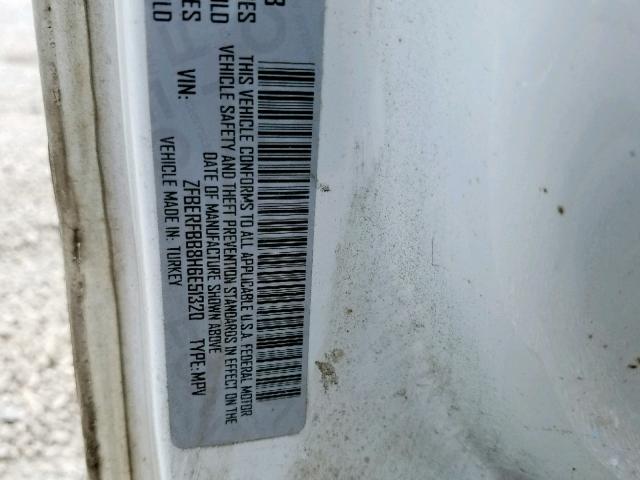 THIS VEHICLE CONFORMS TO ALL APPLICABLE U.S.A. FEDERAL MOTOR
VEHICLE SAFETY AND THEFT PREVENTION STANDARDS IN EFFECT ON THE
DATE OF MANUFACTURE SHOWN ABOVE
VIN: ZFBERFBB8H6E51320 TYPE: MPV
VEHICLE MADE IN: TURKEY